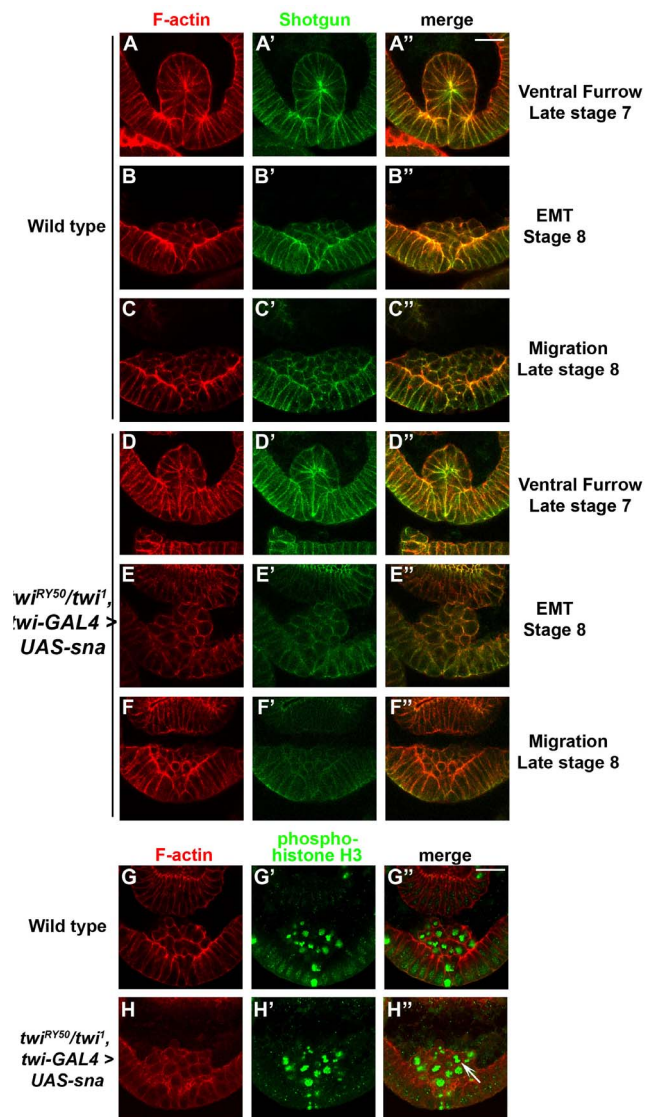 F-actin Shotgun merge
A A’ A’’
Ventral Furrow
Late stage 7
B B’ B’’
EMT
Stage 8
Wild type
C C’ C’’
Migration
Late stage 8
D D’ D’’
Ventral Furrow
Late stage 7
E E’ E’’
twiRY50/twi1,
twi-GAL4 >
UAS-sna
EMT
Stage 8
F F’ F’’
Migration
Late stage 8
F-actin phospho-
histone H3 merge
G G’ G’’
Wild type
H H’ H’’
twiRY50/twi1,
twi-GAL4 >
UAS-sna